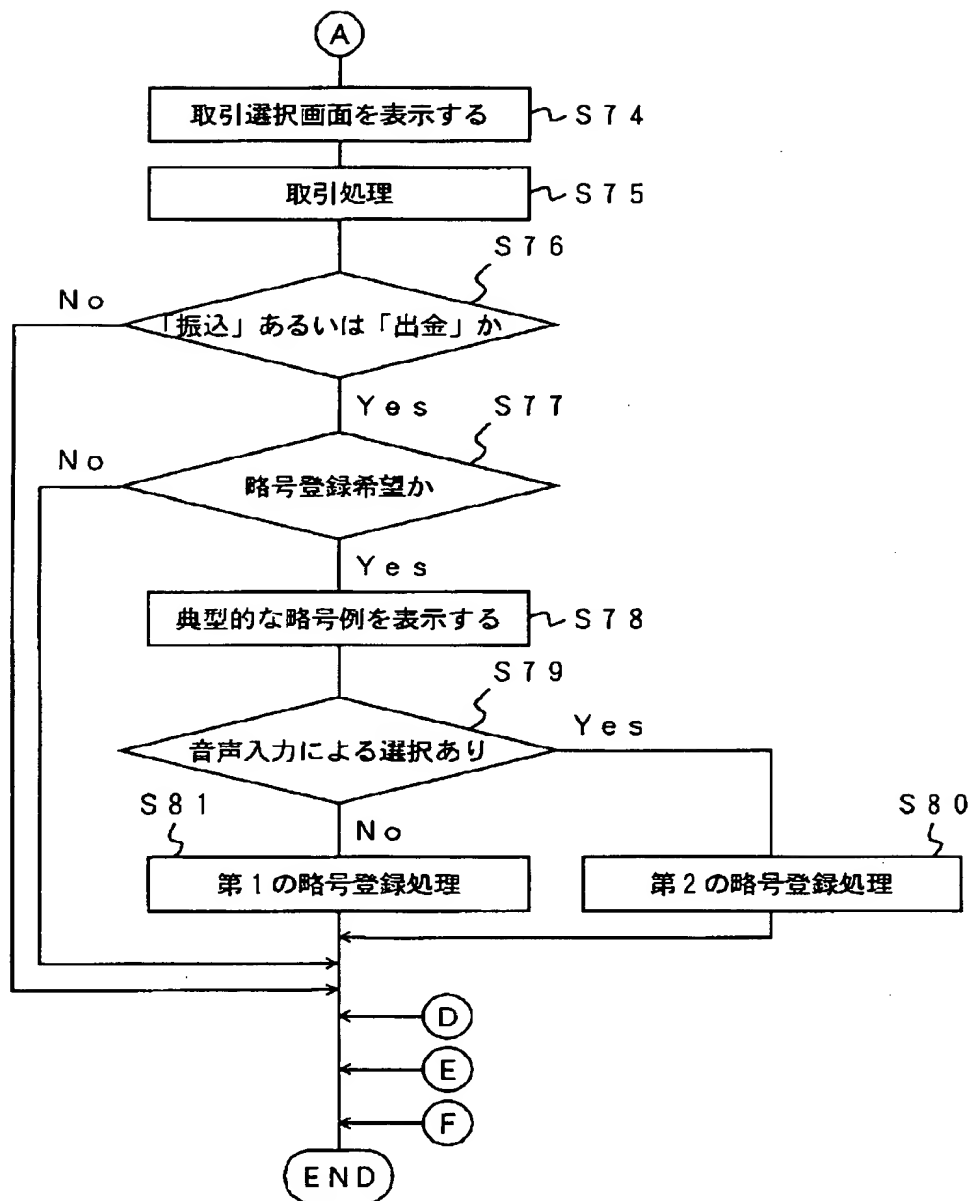 A
取引選択画面を表示する
S74
取引処理
S75
S76
No
「振込」あるいは「出金」か
Yes
S77
No
略号登録希望か
Yes
典型的な略号例を表示する
S78
S79
Yes
音声入力による選択あり
S81
No
S80
第1の略号登録処理
第2の略号登録処理
D
E
F
END